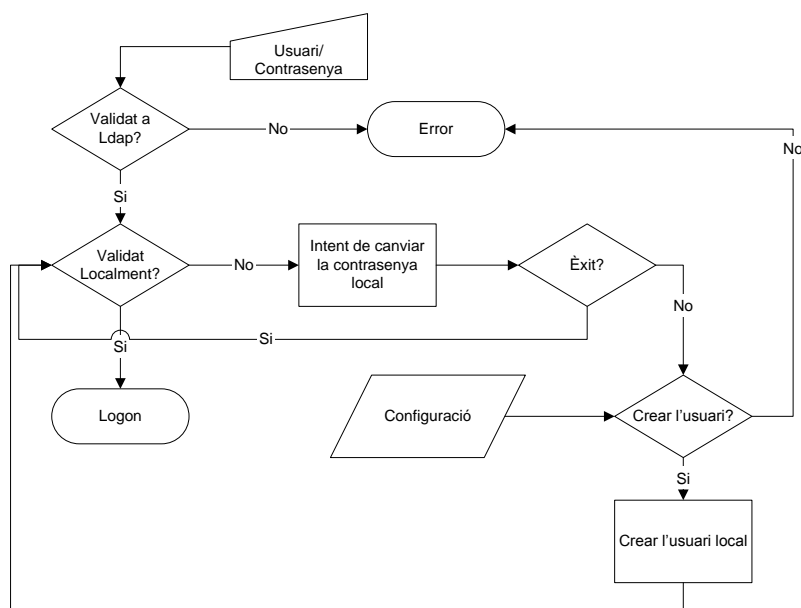 Usuari/
Contrasenya
Validat a
Ldap?
No
Error
No
Si
Validat
Localment?
No
Intent de canviar
la contrasenya
local
Èxit?
No
Si
Si
Logon
Configuració
Crear l’usuari?
Si
Crear l’usuari local